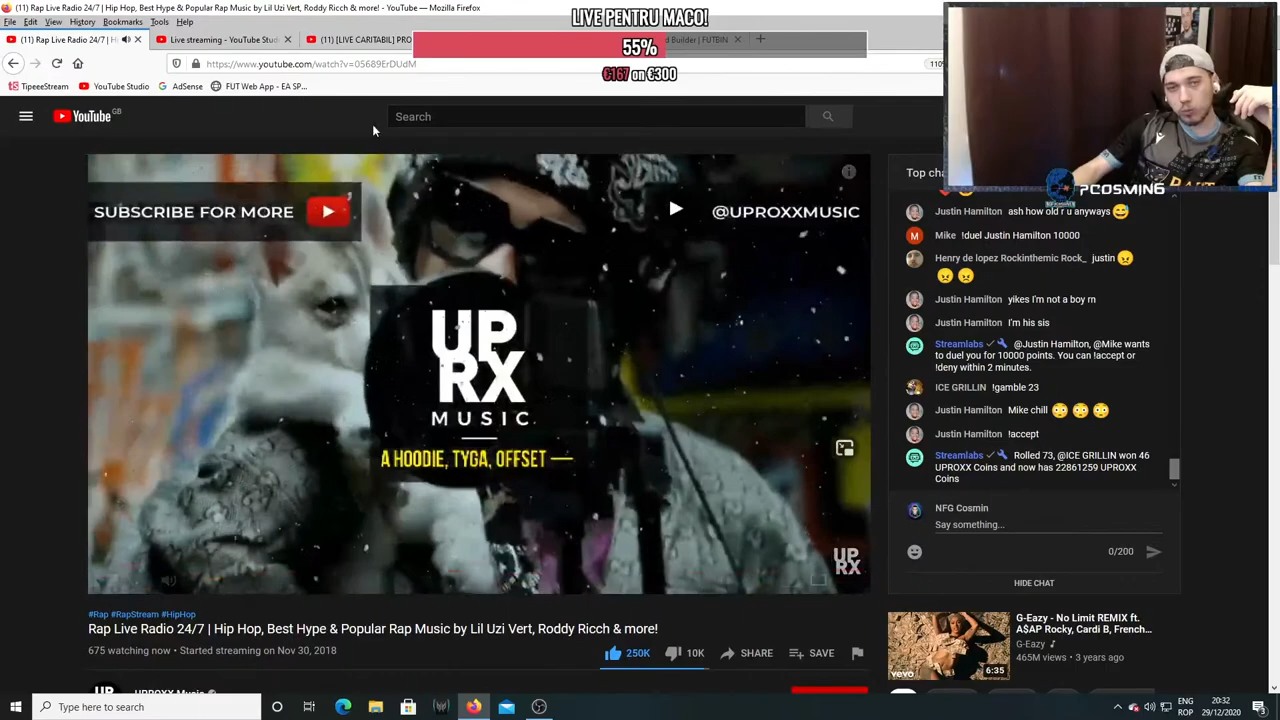 (11) Rap Live Radio 24/7 | Hip Hop, Best Hype & Popular Rap Music by Lil Uzi Vert, Roddy Ricch & more! - YouTube — Mozilla Firefox
File Edit View History Bookmarks Tools Help
LIVE PENTRU MACO!
(11) Rap Live Radio 24/7 | H
Live streaming - YouTube Stud
[LIVE CARITABIL] PRO
d Builder | FUTBIN
55%
€167 on €300
https://www.youtube.com/watch?v=05689ErDUdM
110%
TipeeeStream YouTube Studio AdSense FUT Web App - EA SP...
YouTube GB
Search
PCOSMIN6
SUBSCRIBE FOR MORE
@UPROXXMUSIC
UP
RX
MUSIC
A HOODIE, TYGA, OFFSET —
UP
RX
Top cha
Justin Hamilton ash how old r u anyways 😅
M Mike !duel Justin Hamilton 10000
Henry de lopez Rockinthemic Rock_ justin 😠
😠 😠
Justin Hamilton yikes I'm not a boy rn
Justin Hamilton I'm his sis
Streamlabs @Justin Hamilton, @Mike wants
to duel you for 10000 points. You can !accept or
!deny within 2 minutes.
ICE GRILLIN !gamble 23
Justin Hamilton Mike chill 😳 😳 😳
Justin Hamilton !accept
Streamlabs Rolled 73, @ICE GRILLIN won 46
UPROXX Coins and now has 22861259 UPROXX
Coins
NFG Cosmin
Say something...
0/200
HIDE CHAT
#Rap #RapStream #HipHop
Rap Live Radio 24/7 | Hip Hop, Best Hype & Popular Rap Music by Lil Uzi Vert, Roddy Ricch & more!
675 watching now • Started streaming on Nov 30, 2018
250K 10K SHARE SAVE
UPROXX Music
G-Eazy - No Limit REMIX ft.
A$AP Rocky, Cardi B, French...
G-Eazy
465M views • 3 years ago
vevo
6:35
Type here to search
ENG
ROP
20:32
29/12/2020
3